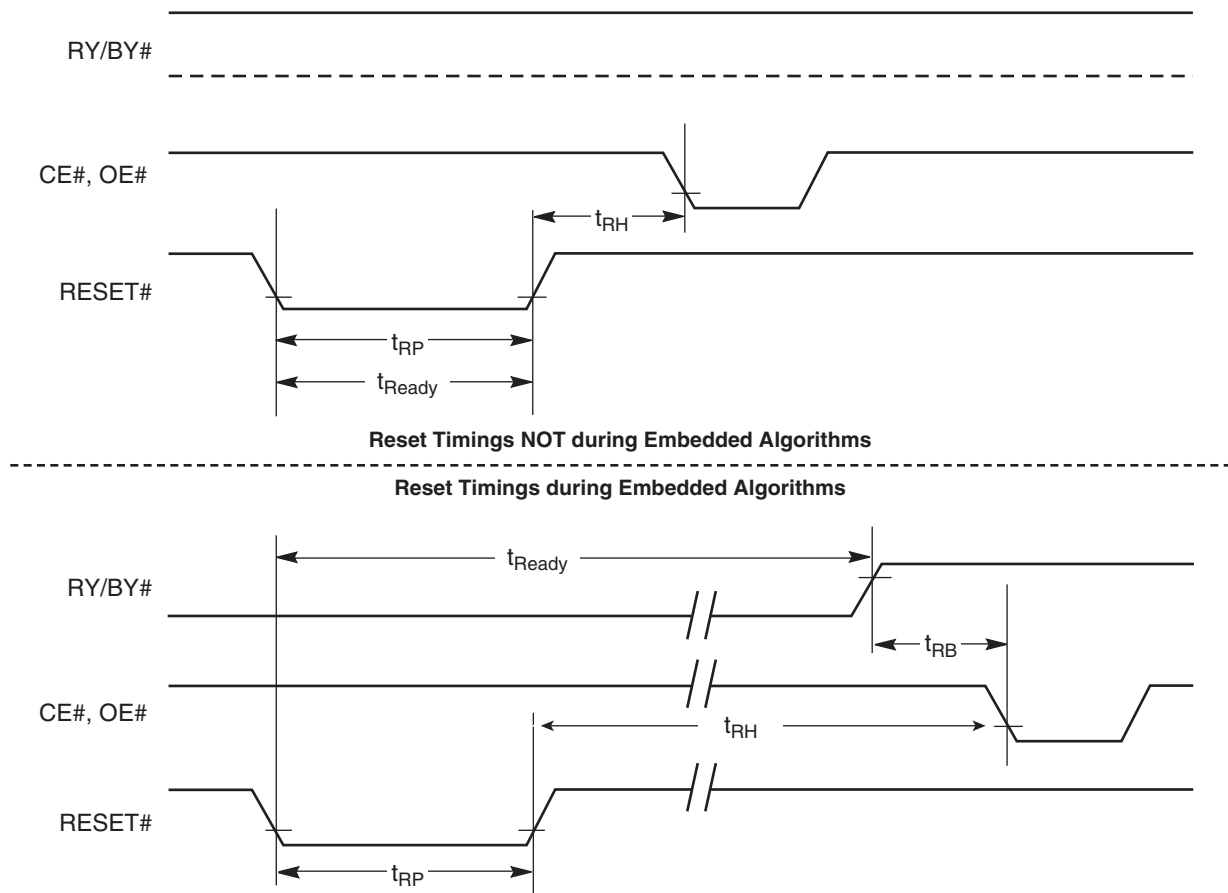 RY/BY#
CE#, OE#
tRH
RESET#
tRP
tReady
Reset Timings NOT during Embedded Algorithms
Reset Timings during Embedded Algorithms
tReady
RY/BY#
tRB
CE#, OE#
tRH
RESET#
tRP